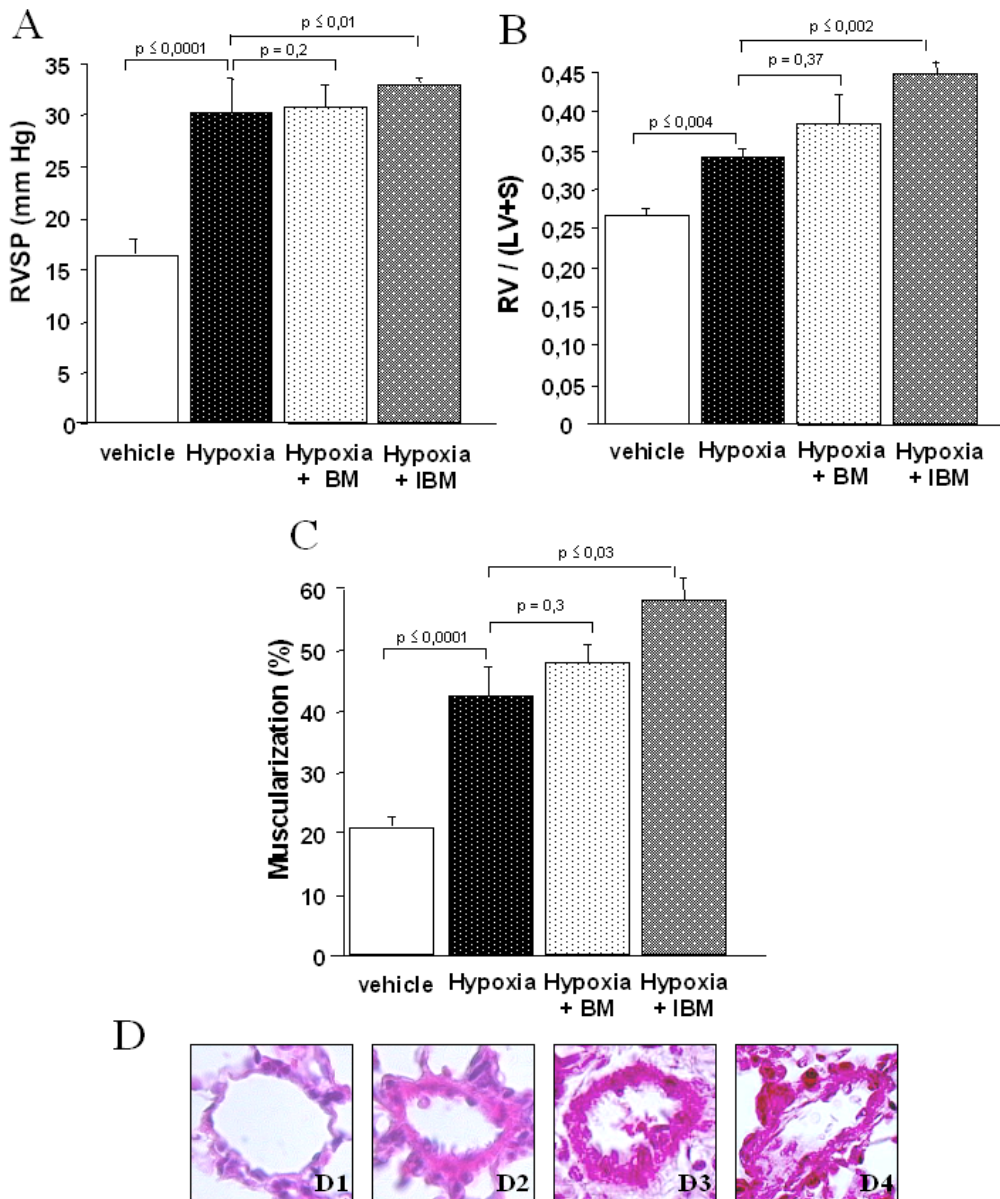 A
p ≤ 0,01
p ≤ 0,0001
p = 0,2
RVSP (mm Hg)
35
30
25
20
15
10
5
0
vehicle
Hypoxia
Hypoxia
+ BM
Hypoxia
+ IBM
B
p ≤ 0,002
p = 0,37
p ≤ 0,004
RV / (LV+S)
0,45
0,40
0,35
0,30
0,25
0,20
0,15
0,10
0,05
0
vehicle
Hypoxia
Hypoxia
+ BM
Hypoxia
+ IBM
C
p ≤ 0,03
p = 0,3
p ≤ 0,0001
Muscularization (%)
60
50
40
30
20
10
0
vehicle
Hypoxia
Hypoxia
+ BM
Hypoxia
+ IBM
D
D1
D2
D3
D4